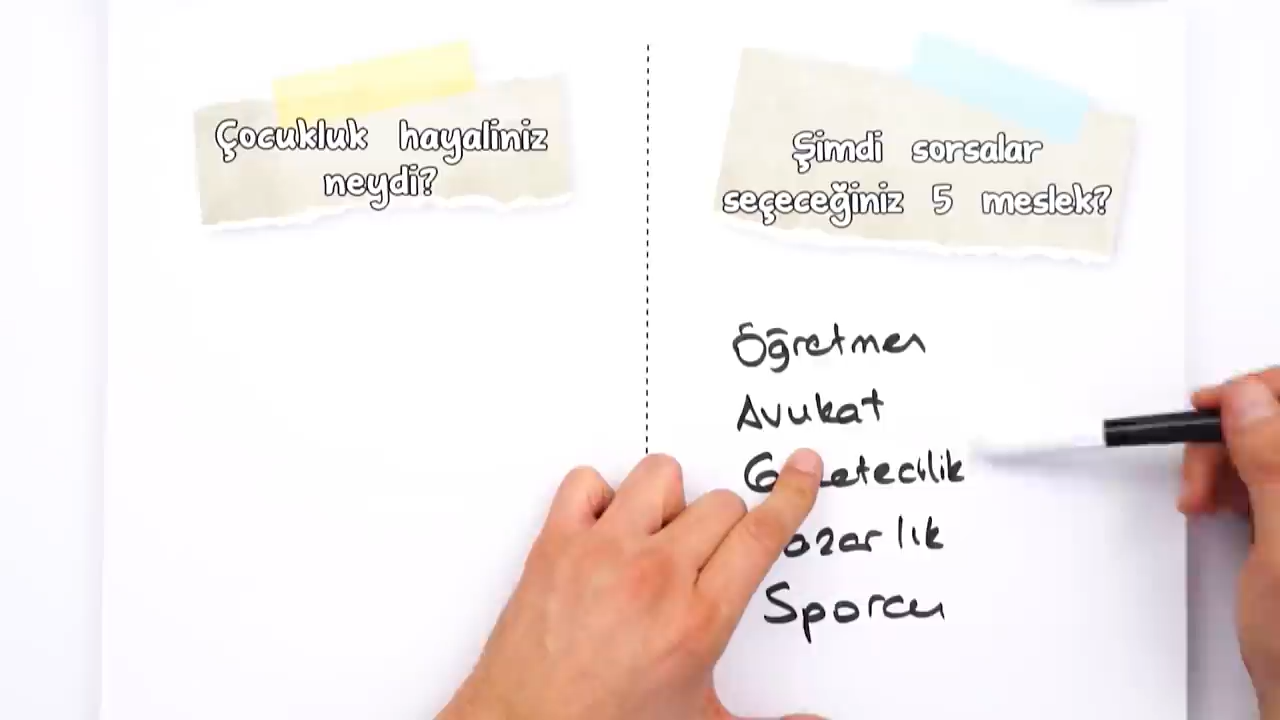 Çocukluk hayaliniz
neydi?
Şimdi sorsalar
seçeceğiniz 5 meslek?
Öğretmen
Avukat
Sporcu